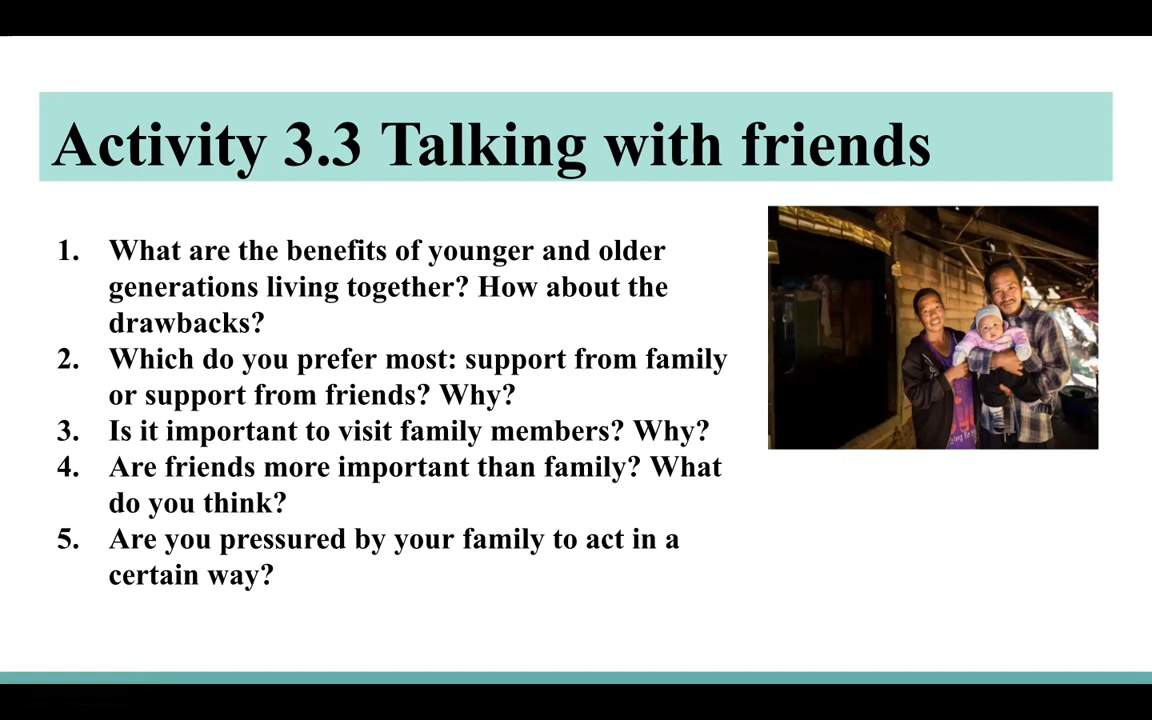 Activity 3.3 Talking with friends
1. What are the benefits of younger and older
generations living together? How about the
drawbacks?
2. Which do you prefer most: support from family
or support from friends? Why?
3. Is it important to visit family members? Why?
4. Are friends more important than family? What
do you think?
5. Are you pressured by your family to act in a
certain way?